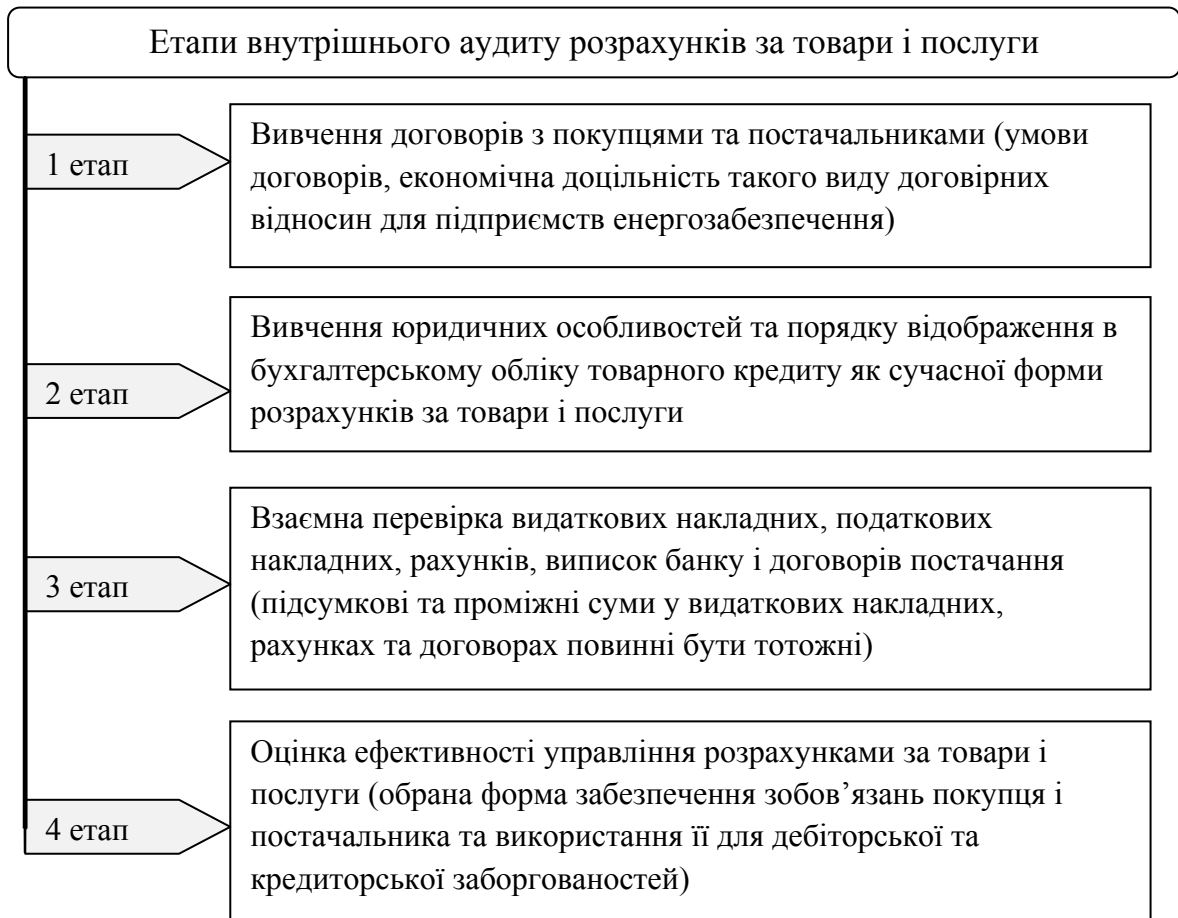 Етапи внутрішнього аудиту розрахунків за товари і послуги
1 етап
Вивчення договорів з покупцями та постачальниками (умови
договорів, економічна доцільність такого виду договірних
відносин для підприємств енергозабезпечення)
2 етап
Вивчення юридичних особливостей та порядку відображення в
бухгалтерському обліку товарного кредиту як сучасної форми
розрахунків за товари і послуги
3 етап
Взаємна перевірка видаткових накладних, податкових
накладних, рахунків, виписок банку і договорів постачання
(підсумкові та проміжні суми у видаткових накладних,
рахунках та договорах повинні бути тотожні)
4 етап
Оцінка ефективності управління розрахунками за товари і
послуги (обрана форма забезпечення зобов’язань покупця і
постачальника та використання її для дебіторської та
кредиторської заборгованостей)